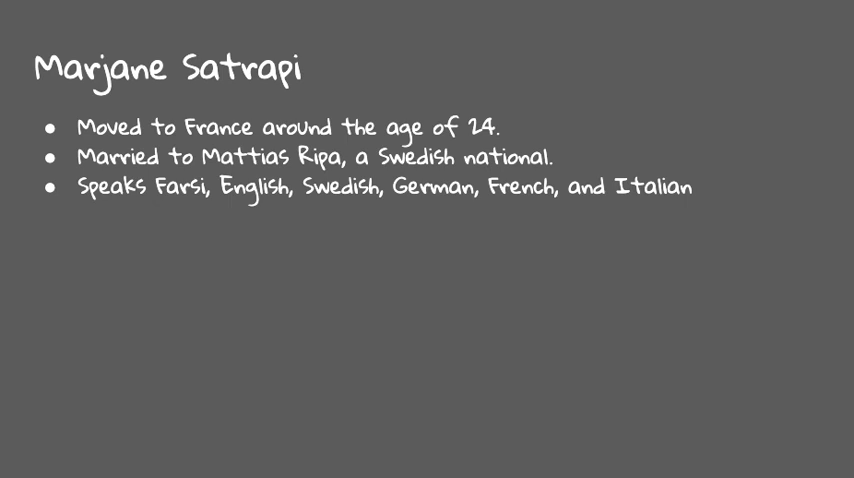 Marjane Satrapi
● Moved to France around the age of 24.
● Married to Mattias Ripa, a Swedish national.
● Speaks Farsi, English, Swedish, German, French, and Italian